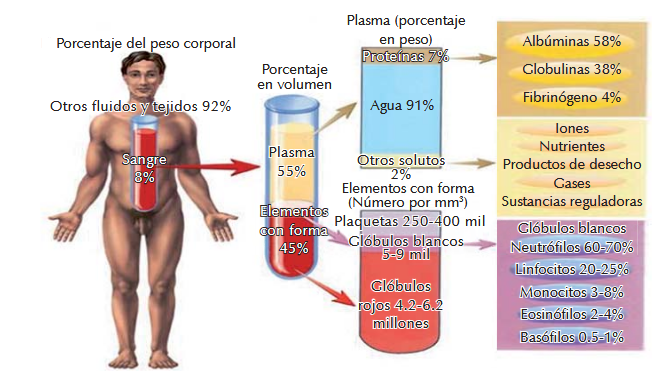 Porcentaje del peso corporal
Otros fluidos y tejidos 92%
Sangre
8%
Porcentaje
en volumen
Plasma
55%
Elementos
con forma
45%
Plasma (porcentaje
en peso)
Proteínas 7%
Agua 91%
Otros solutos
2%
Elementos con forma
(Número por mm³)
Plaquetas 250-400 mil
Glóbulos blancos
5-9 mil
Glóbulos
rojos 4.2-6.2
millones
Albúminas 58%
Globulinas 38%
Fibrinógeno 4%
Iones
Nutrientes
Productos de desecho
Gases
Sustancias reguladoras
Glóbulos blancos
Neutrófilos 60-70%
Linfocitos 20-25%
Monocitos 3-8%
Eosinófilos 2-4%
Basófilos 0.5-1%